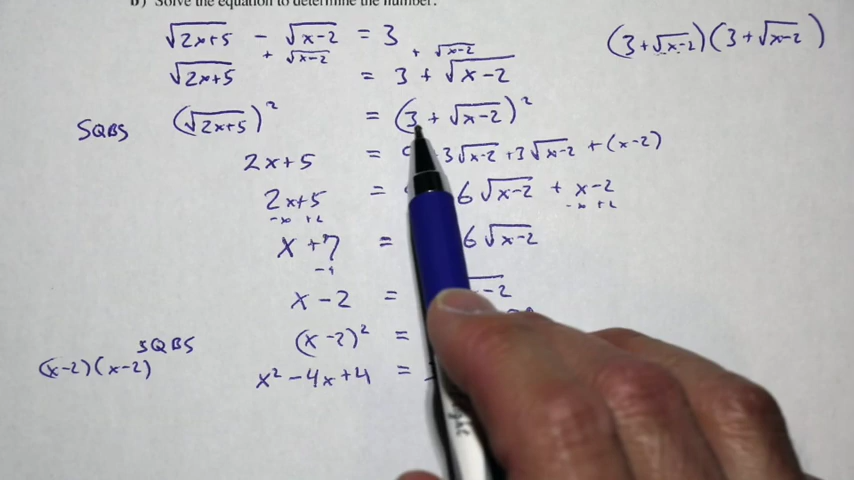 b) Solve the equation to determine the number.
√(2x+5) - √(x-2) = 3
+ √(x-2) + √(x-2)
(3+√(x-2))(3+√(x-2))
√(2x+5) = 3 + √(x-2)
SQBS (√(2x+5))² = (3 + √(x-2))²
2x+5 = 3√(x-2) + 3√(x-2) + (x-2)
2x+5 = 6√(x-2) + x-2
-x +2 -x +2
x + 7 = 6√(x-2)
x - 2 = x-2
SQBS (x-2)² =
(x-2)(x-2) x² - 4x + 4 =